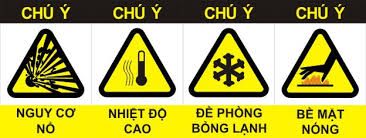 CHÚ Ý
NGUY CƠ
NỔ
CHÚ Ý
NHIỆT ĐỘ
CAO
CHÚ Ý
ĐỀ PHÒNG
BỎNG LẠNH
CHÚ Ý
BỀ MẶT
NÓNG